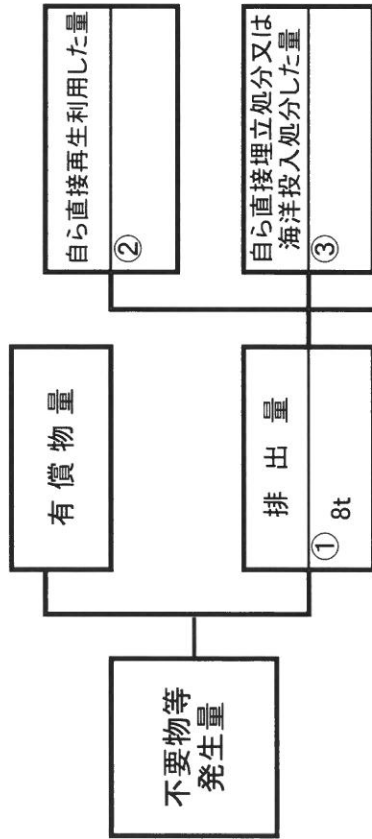 不要物等
発生量
有償物量
排出量
①
8t
自ら直接再生利用した量
②
自ら直接埋立処分又は
海洋投入処分した量
③